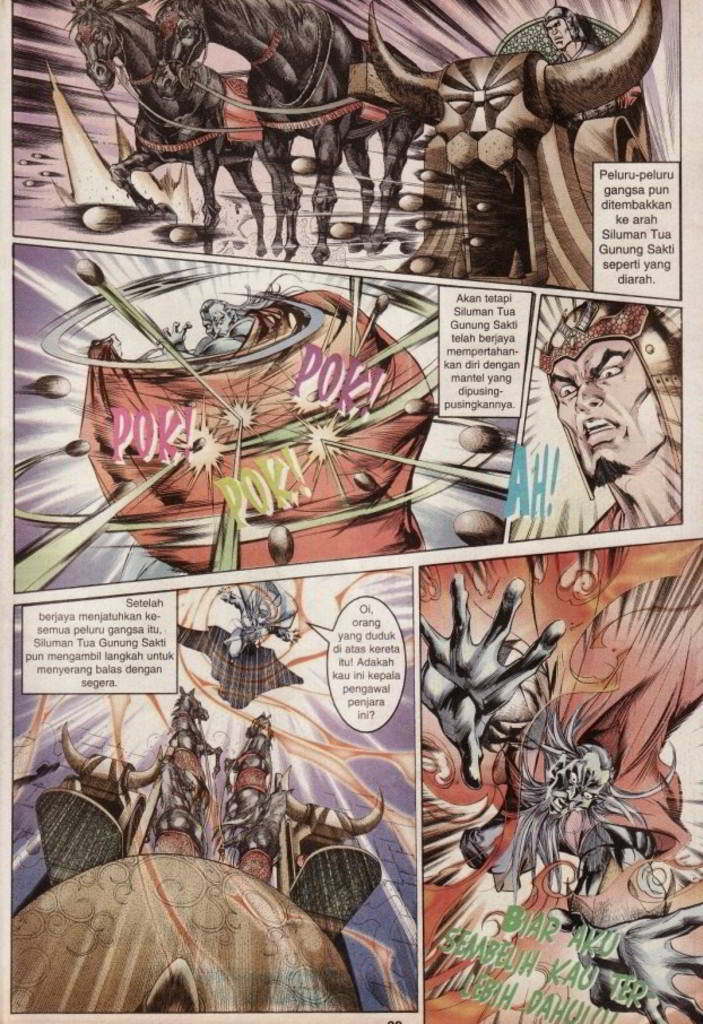 Peluru-peluru
gangsa pun
ditembakkan
ke arah
Siluman Tua
Gunung Sakti
seperti yang
diarah.
Akan tetapi
Siluman Tua
Gunung Sakti
telah berjaya
mempertahan-
kan diri dengan
mantel yang
dipusing-
pusingkannya.
POK!
POK!
POK!
AH!
Setelah
berjaya menjatuhkan ke-
semua peluru gangsa itu,
Siluman Tua Gunung Sakti
pun mengambil langkah untuk
menyerang balas dengan
segera.
Oi,
orang
yang duduk
di atas kereta
itu! Adakah
kau ini kepala
pengawal
penjara
ini?
BIAR AKU
SEMBELIH KAU TER
LEBIH DAHULU!!